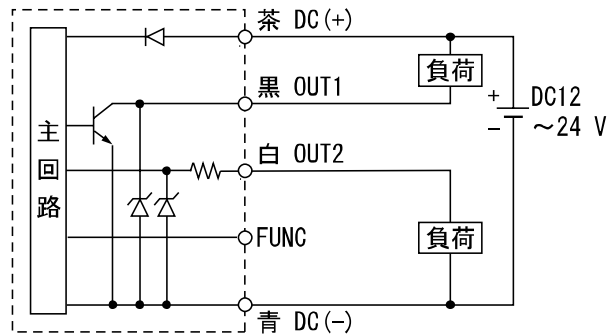 茶 DC(+)
負荷
黒 OUT1
+ DC12
－ ～24 V
主回路
白 OUT2
FUNC
負荷
青 DC(−)